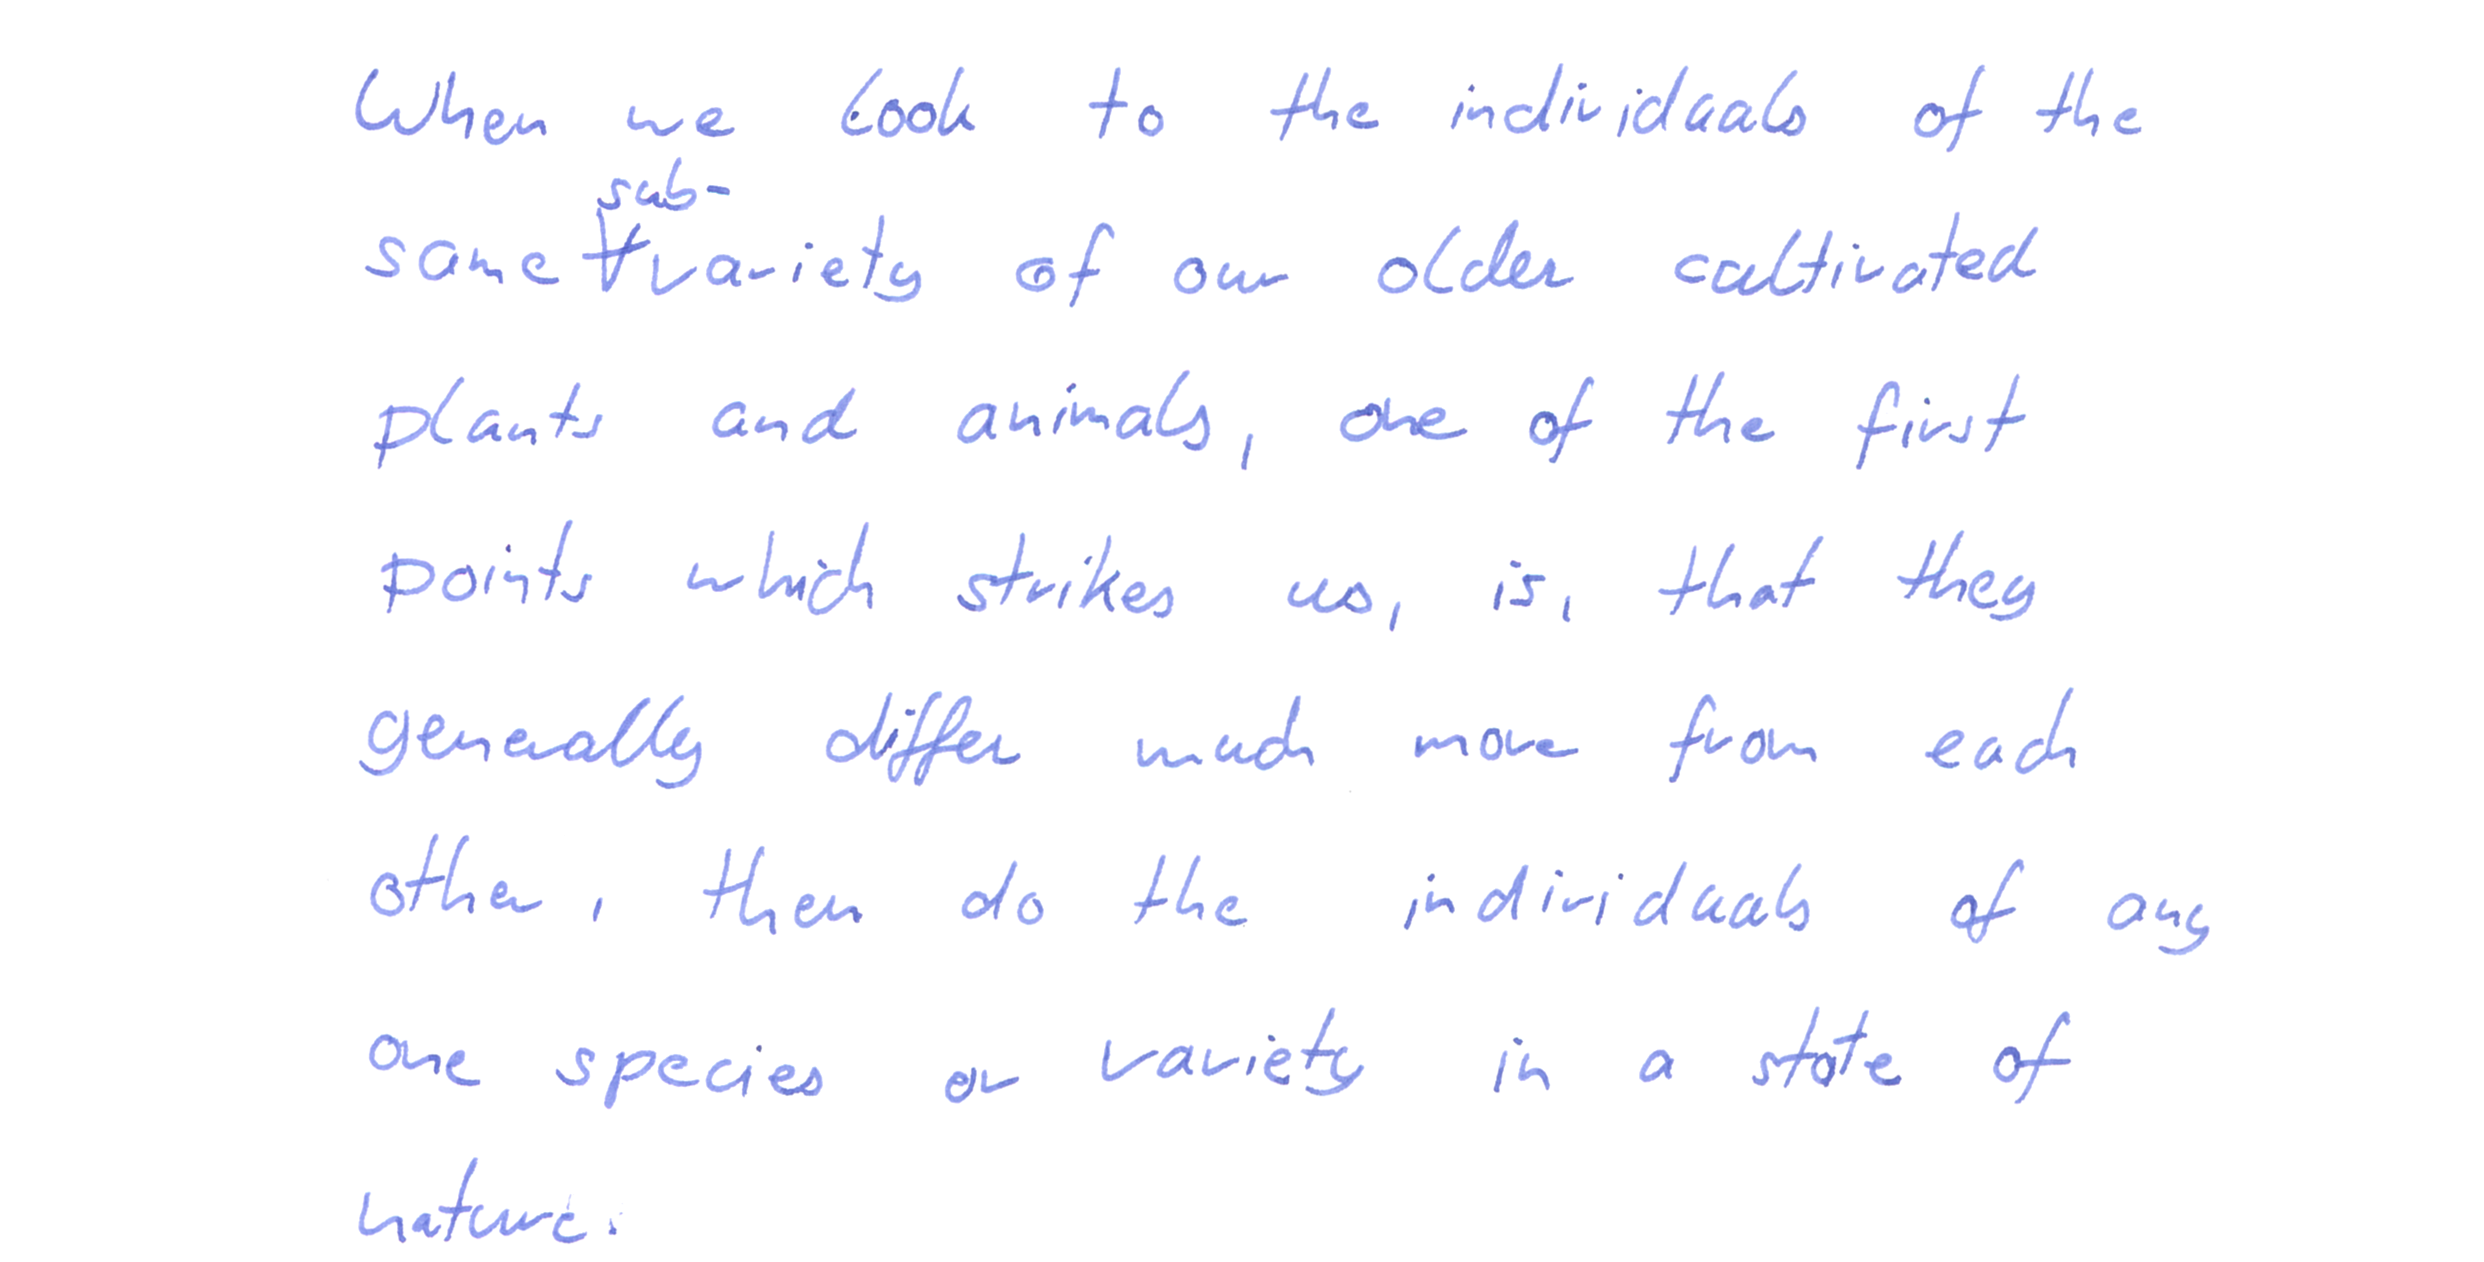 When we look to the individuals of the
same sub-variety of our older cultivated
plants and animals, one of the first
points which strikes us, is, that they
generally differ much more from each
other, then do the individuals of any
one species or variety in a state of
nature.